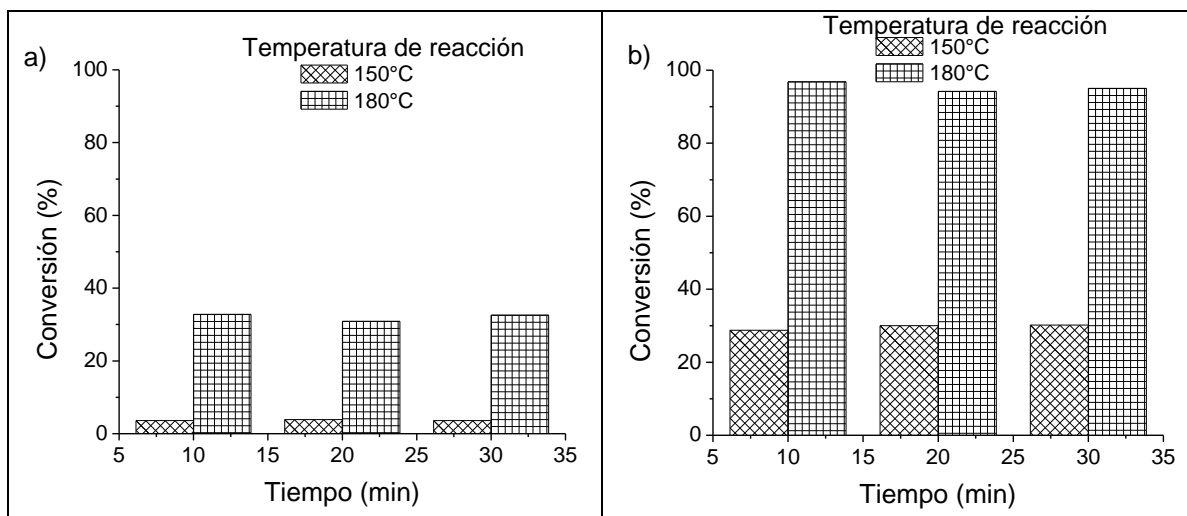 a)
Temperatura de reacción
150°C
180°C
100
80
60
40
20
0
Conversión (%)
5 10 15 20 25 30 35
Tiempo (min)
b)
Temperatura de reacción
150°C
180°C
100
80
60
40
20
0
Conversión (%)
5 10 15 20 25 30 35
Tiempo (min)